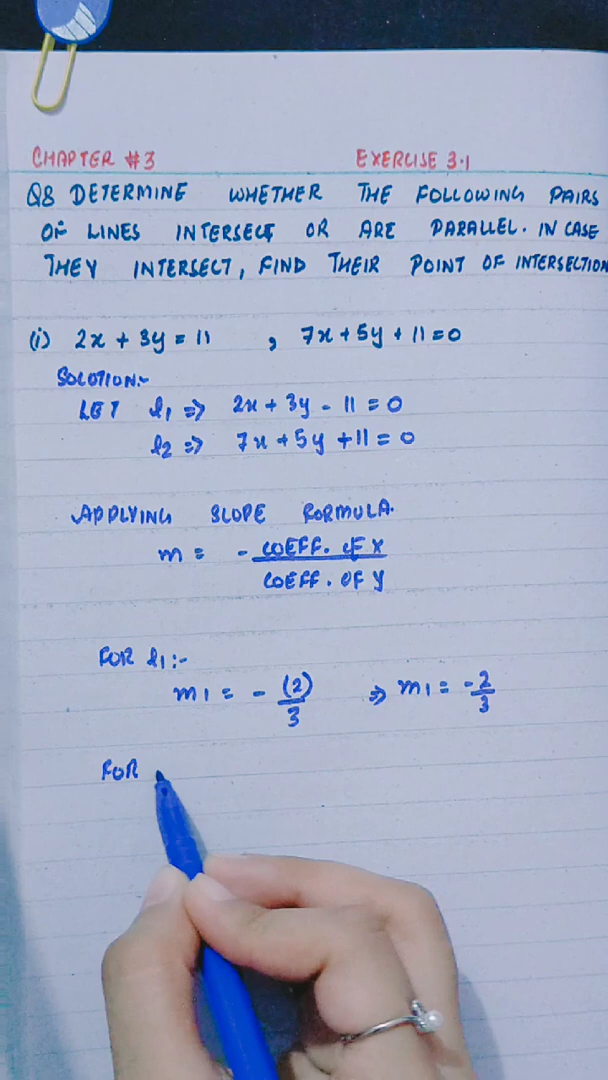 CHAPTER #3 EXERCISE 3.1
Q8 DETERMINE WHETHER THE FOLLOWING PAIRS
OF LINES INTERSECT OR ARE PARALLEL. IN CASE
THEY INTERSECT, FIND THEIR POINT OF INTERSECTION
(i) 2x + 3y = 11 , 7x + 5y + 11 = 0
SOLUTION:-
LET l1 => 2x + 3y - 11 = 0
l2 => 7x + 5y + 11 = 0
APPLYING SLOPE FORMULA.
m = - COEFF. OF X / COEFF. OF Y
FOR l1:-
m1 = - (2)/3 => m1 = -2/3
FOR